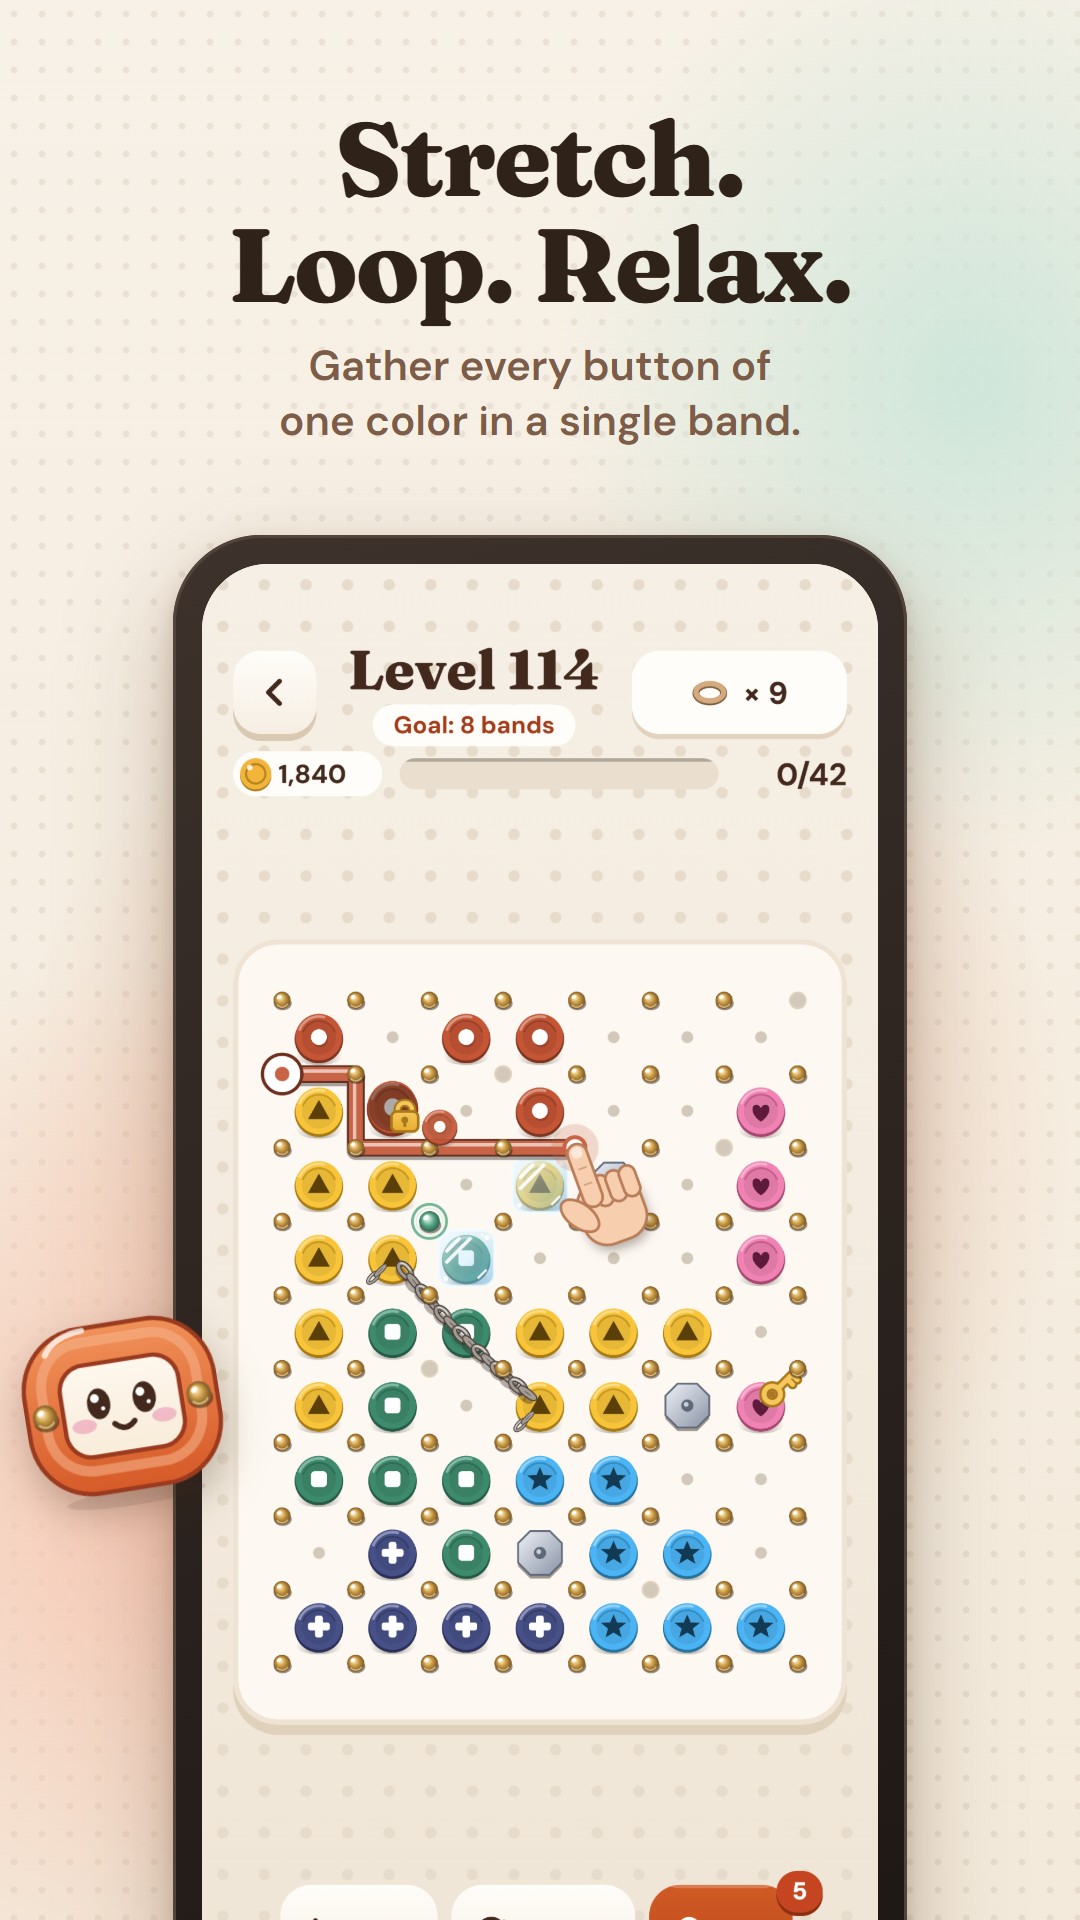 Stretch.
Loop. Relax.
Gather every button of
one color in a single band.
Level 114
× 9
Goal: 8 bands
1,840
0/42
5